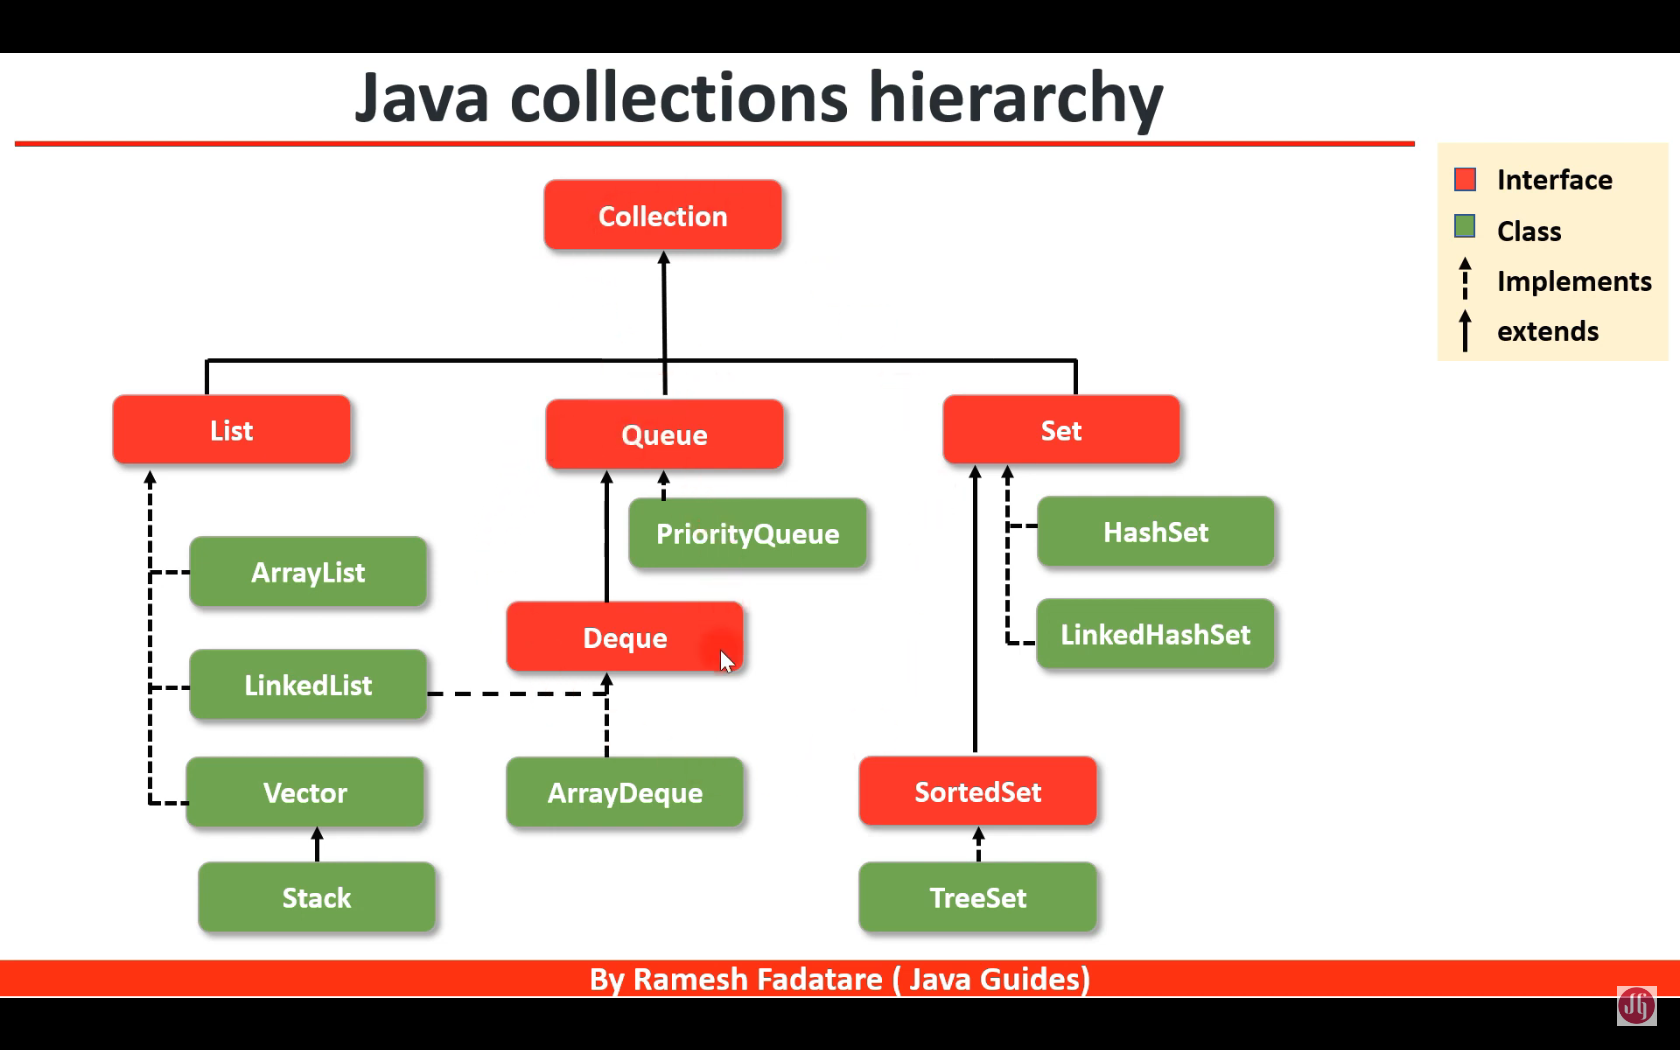 Java collections hierarchy
Interface
Class
Implements
extends
Collection
List
Queue
Set
PriorityQueue
HashSet
ArrayList
Deque
LinkedHashSet
LinkedList
Vector
ArrayDeque
SortedSet
Stack
TreeSet
By Ramesh Fadatare ( Java Guides)